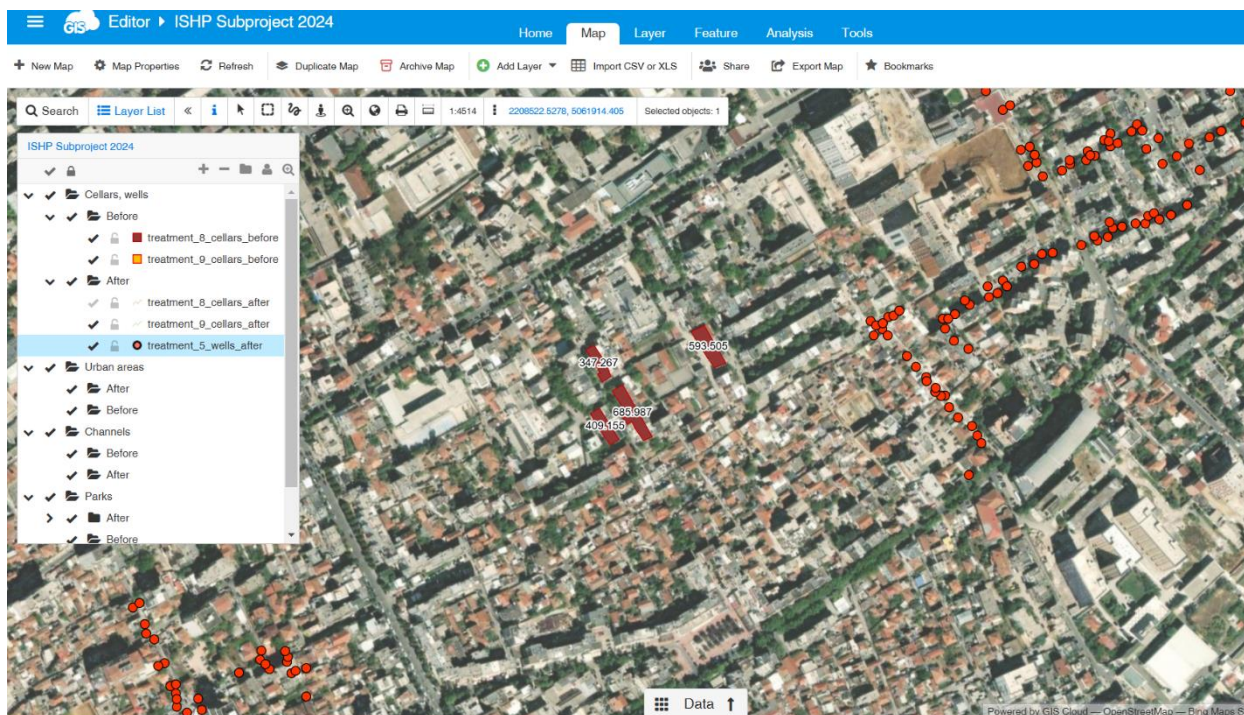 GIS Editor ▸ ISHP Subproject 2024
Home Map Layer Feature Analysis Tools
New Map Map Properties Refresh Duplicate Map Archive Map Add Layer Import CSV or XLS Share Export Map Bookmarks
Search Layer List « i 1:4514 2208522.5278, 5061914.405 Selected objects: 1
ISHP Subproject 2024
Cellars, wells
Before
treatment_8_cellars_before
treatment_9_cellars_before
After
treatment_8_cellars_after
treatment_9_cellars_after
treatment_5_wells_after
Urban areas
After
Before
Channels
Before
After
Parks
After
Before
593.505
347.267
685.987
409.155
Data
Powered by GIS Cloud — OpenStreetMap — Bing Maps S